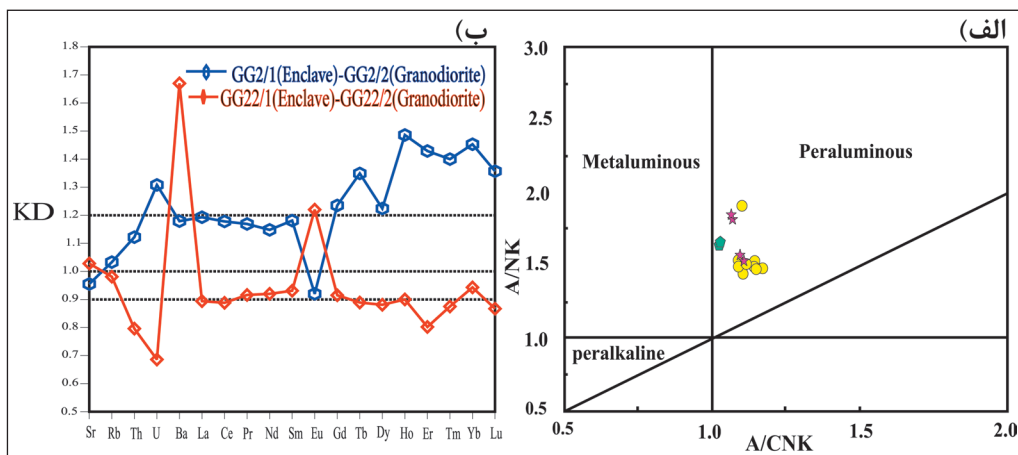 ب)
1.8
1.7
1.6
1.5
1.4
1.3
1.2
1.1
1.0
0.9
0.8
0.7
0.6
0.5
KD
GG2/1(Enclave)-GG2/2(Granodiorite)
GG22/1(Enclave)-GG22/2(Granodiorite)
Sr Rb Th U Ba La Ce Pr Nd Sm Eu Gd Tb Dy Ho Er Tm Yb Lu
الف)
3.0
2.5
2.0
1.5
1.0
0.5
A/NK
Metaluminous
Peraluminous
peralkaline
0.5 1.0 1.5 2.0
A/CNK